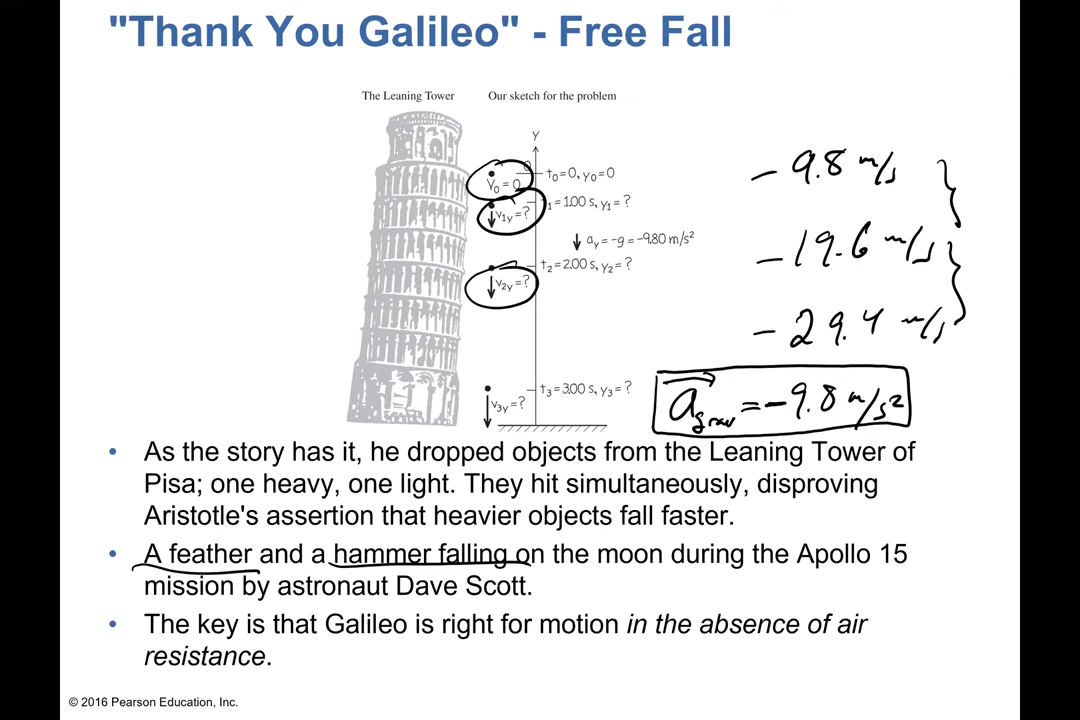 "Thank You Galileo" - Free Fall
The Leaning Tower
Our sketch for the problem
Y
0
t₀=0, y₀=0
V₀ = 0
1=1.00 s, y₁=?
V₁y=?
a_y=-g=-9.80 m/s²
t₂=2.00 s, y₂=?
V₂y=?
t₃=3.00 s, y₃=?
V₃y=?
- 9.8 m/s
- 19.6 m/s
- 29.4 m/s
a grav = -9.8 m/s²
• As the story has it, he dropped objects from the Leaning Tower of
Pisa; one heavy, one light. They hit simultaneously, disproving
Aristotle's assertion that heavier objects fall faster.
• A feather and a hammer falling on the moon during the Apollo 15
mission by astronaut Dave Scott.
• The key is that Galileo is right for motion in the absence of air
resistance.
© 2016 Pearson Education, Inc.